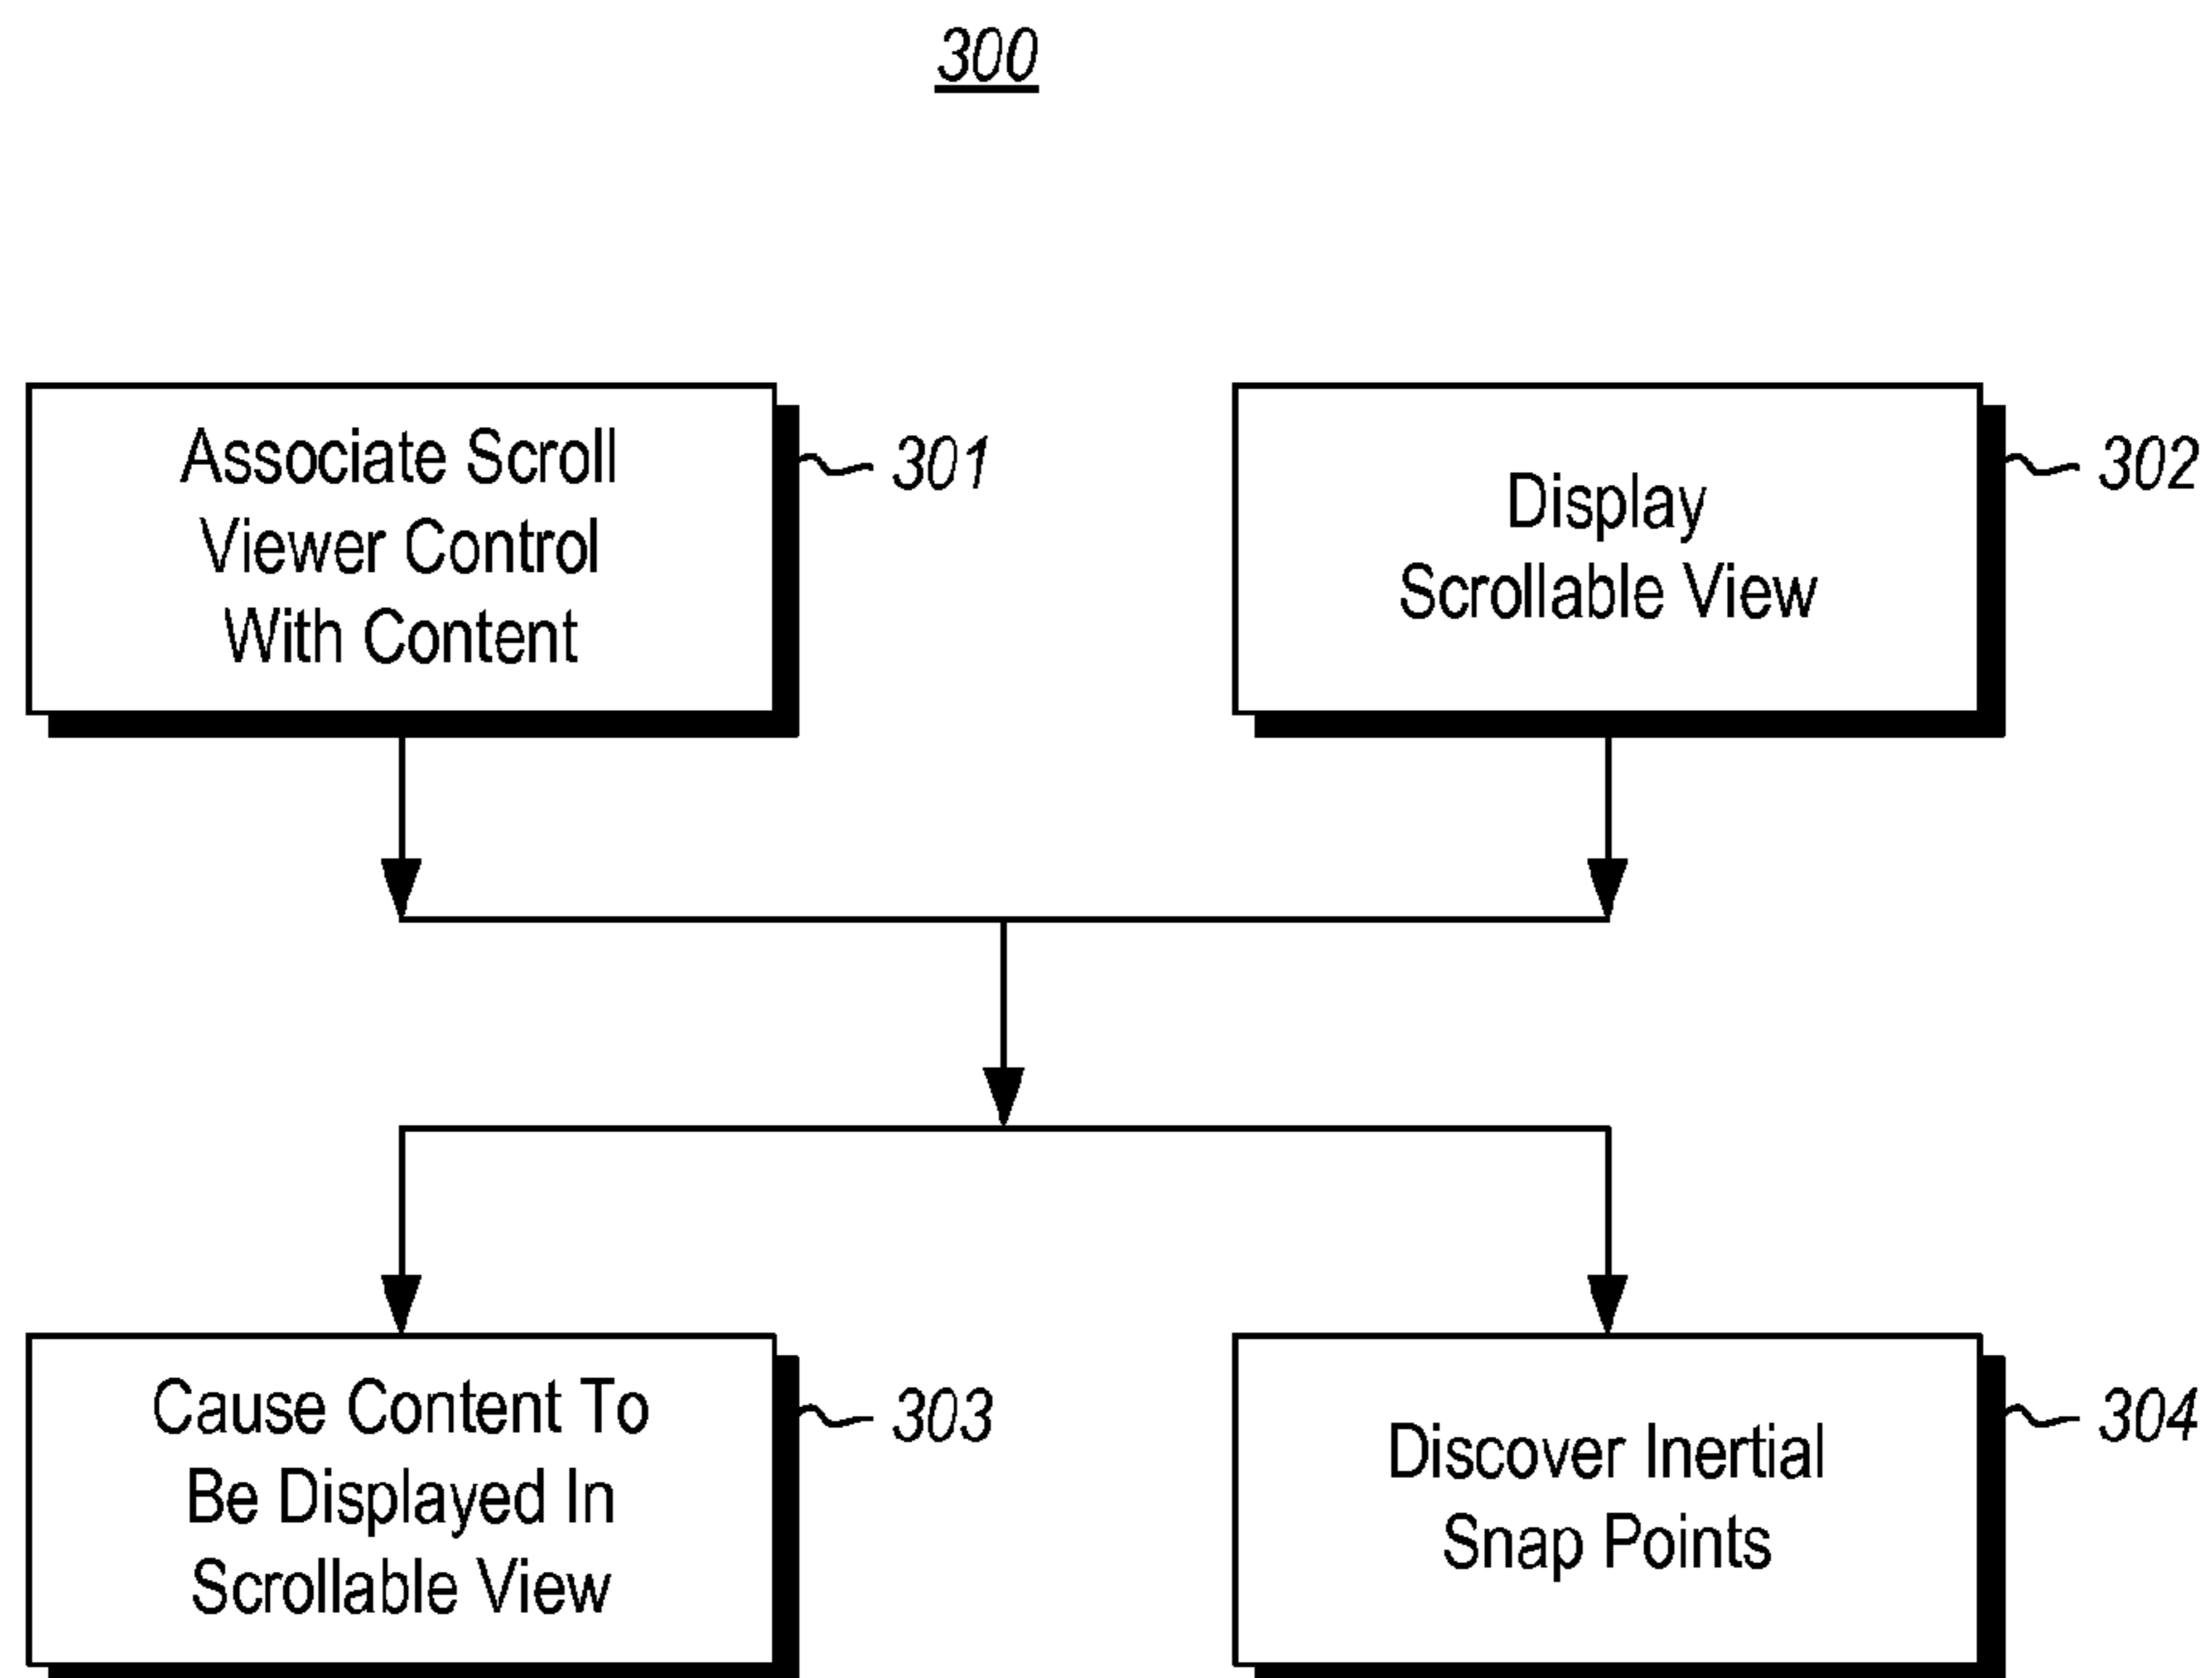 300
Associate Scroll
Viewer Control
With Content
301
Display
Scrollable View
302
Cause Content To
Be Displayed In
Scrollable View
303
Discover Inertial
Snap Points
304